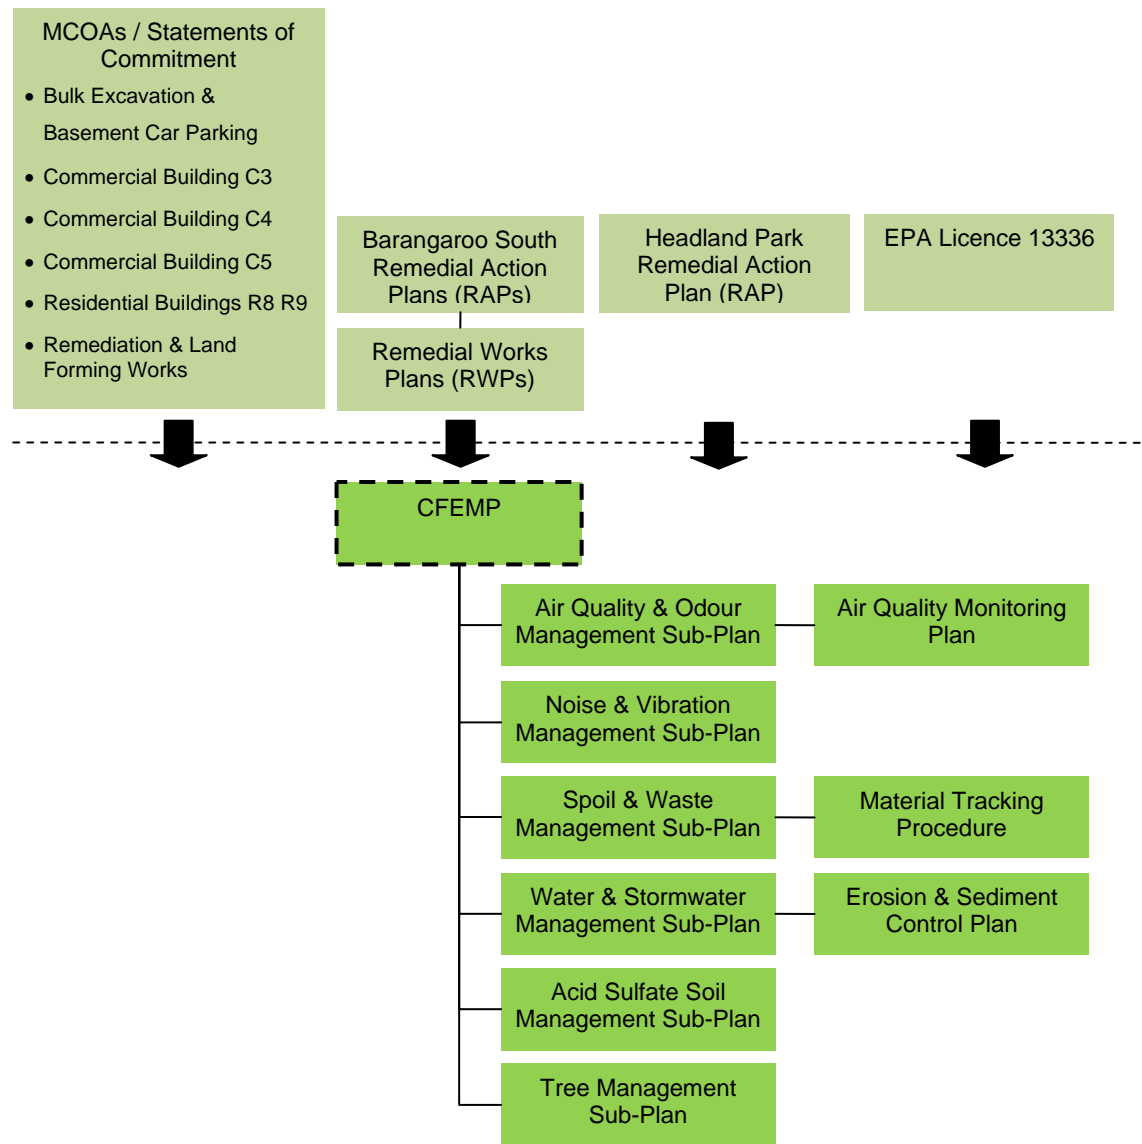 MCOAs / Statements of
Commitment
• Bulk Excavation &
Basement Car Parking
• Commercial Building C3
• Commercial Building C4
• Commercial Building C5
• Residential Buildings R8 R9
• Remediation & Land
Forming Works
Barangaroo South
Remedial Action
Plans (RAPs)
Remedial Works
Plans (RWPs)
Headland Park
Remedial Action
Plan (RAP)
EPA Licence 13336
CFEMP
Air Quality & Odour
Management Sub-Plan
Air Quality Monitoring
Plan
Noise & Vibration
Management Sub-Plan
Spoil & Waste
Management Sub-Plan
Material Tracking
Procedure
Water & Stormwater
Management Sub-Plan
Erosion & Sediment
Control Plan
Acid Sulfate Soil
Management Sub-Plan
Tree Management
Sub-Plan